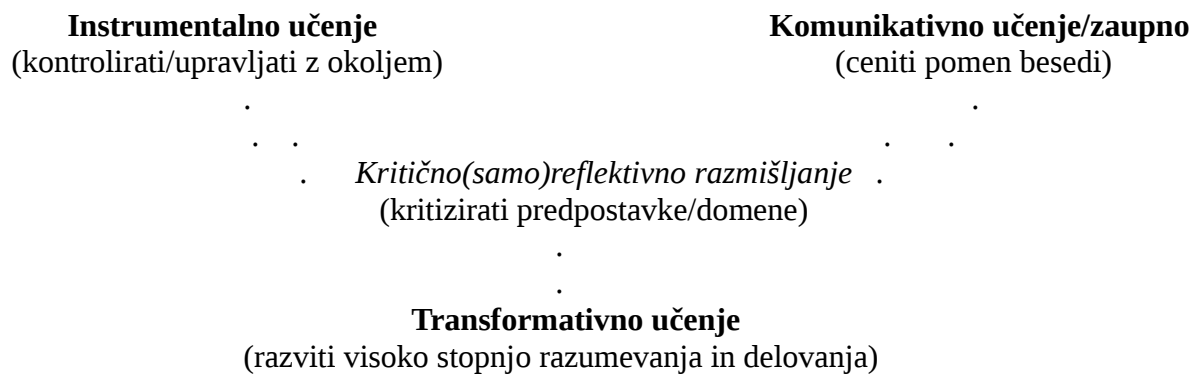 Instrumentalno učenje Komunikativno učenje/zaupno
(kontrolirati/upravljati z okoljem) (ceniti pomen besedi)
. .
. . . .
. Kritično(samo)reflektivno razmišljanje .
(kritizirati predpostavke/domene)
.
.
Transformativno učenje
(razviti visoko stopnjo razumevanja in delovanja)